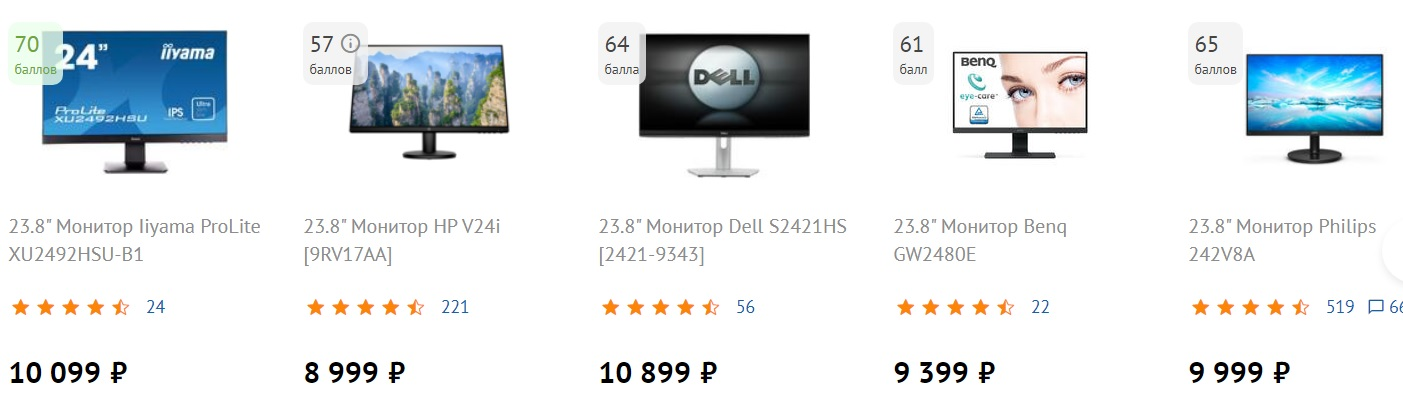 70
баллов
24"
iiyama
ProLite
XU2492HSU
IPS
Ultra
23.8" Монитор Iiyama ProLite
XU2492HSU-B1
24
10 099 ₽
57
баллов
23.8" Монитор HP V24i
[9RV17AA]
221
8 999 ₽
64
балла
DELL
23.8" Монитор Dell S2421HS
[2421-9343]
56
10 899 ₽
61
балл
BenQ
eye-care™
23.8" Монитор Benq
GW2480E
22
9 399 ₽
65
баллов
23.8" Монитор Philips
242V8A
519
66
9 999 ₽